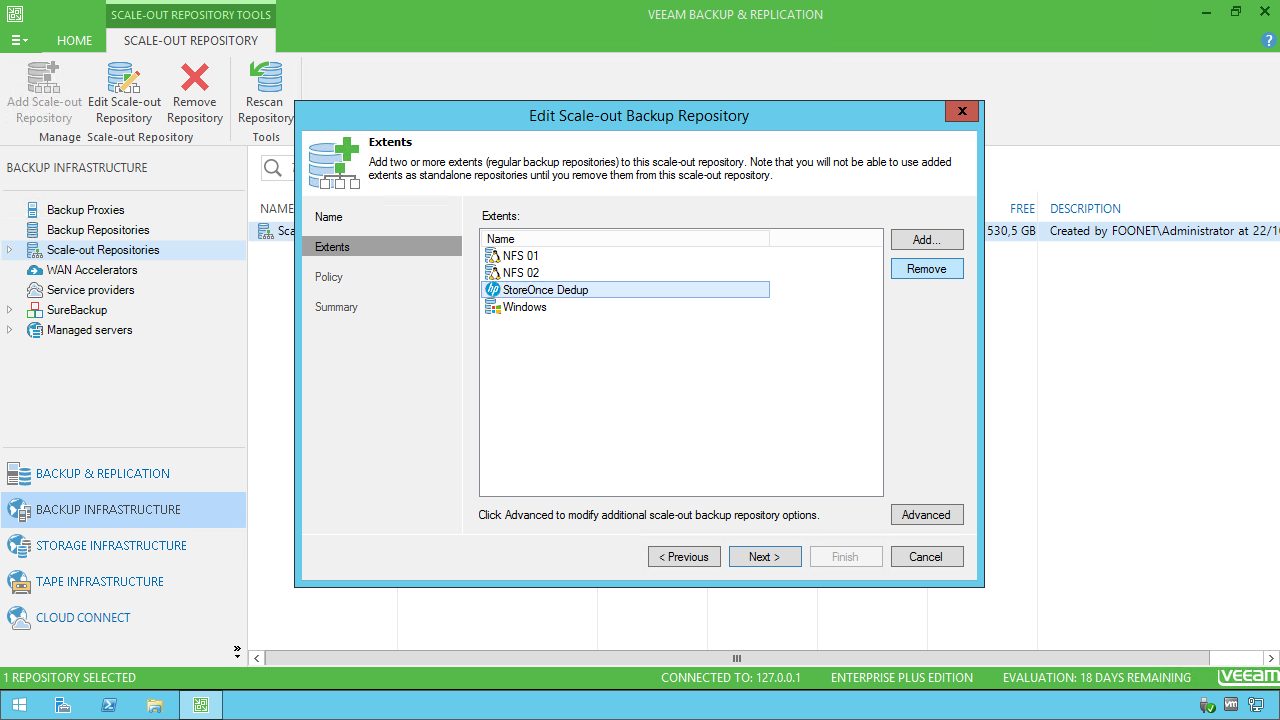 SCALE-OUT REPOSITORY TOOLS
VEEAM BACKUP & REPLICATION
HOME
SCALE-OUT REPOSITORY
Add Scale-out
Repository
Edit Scale-out
Repository
Remove
Repository
Rescan
Repository
Manage Scale-out Repository
Tools
Edit Scale-out Backup Repository
Extents
Add two or more extents (regular backup repositories) to this scale-out repository. Note that you will not be able to use added
extents as standalone repositories until you remove them from this scale-out repository.
BACKUP INFRASTRUCTURE
Backup Proxies
Backup Repositories
Scale-out Repositories
WAN Accelerators
Service providers
SureBackup
Managed servers
NAME
FREE
DESCRIPTION
Sca
530,5 GB
Created by FOONET\Administrator at 22/10
Name
Extents
Policy
Summary
Extents:
Name
NFS 01
NFS 02
StoreOnce Dedup
Windows
Add...
Remove
Click Advanced to modify additional scale-out backup repository options.
Advanced
< Previous
Next >
Finish
Cancel
BACKUP & REPLICATION
BACKUP INFRASTRUCTURE
STORAGE INFRASTRUCTURE
TAPE INFRASTRUCTURE
CLOUD CONNECT
1 REPOSITORY SELECTED
CONNECTED TO: 127.0.0.1
ENTERPRISE PLUS EDITION
EVALUATION: 18 DAYS REMAINING
veeam